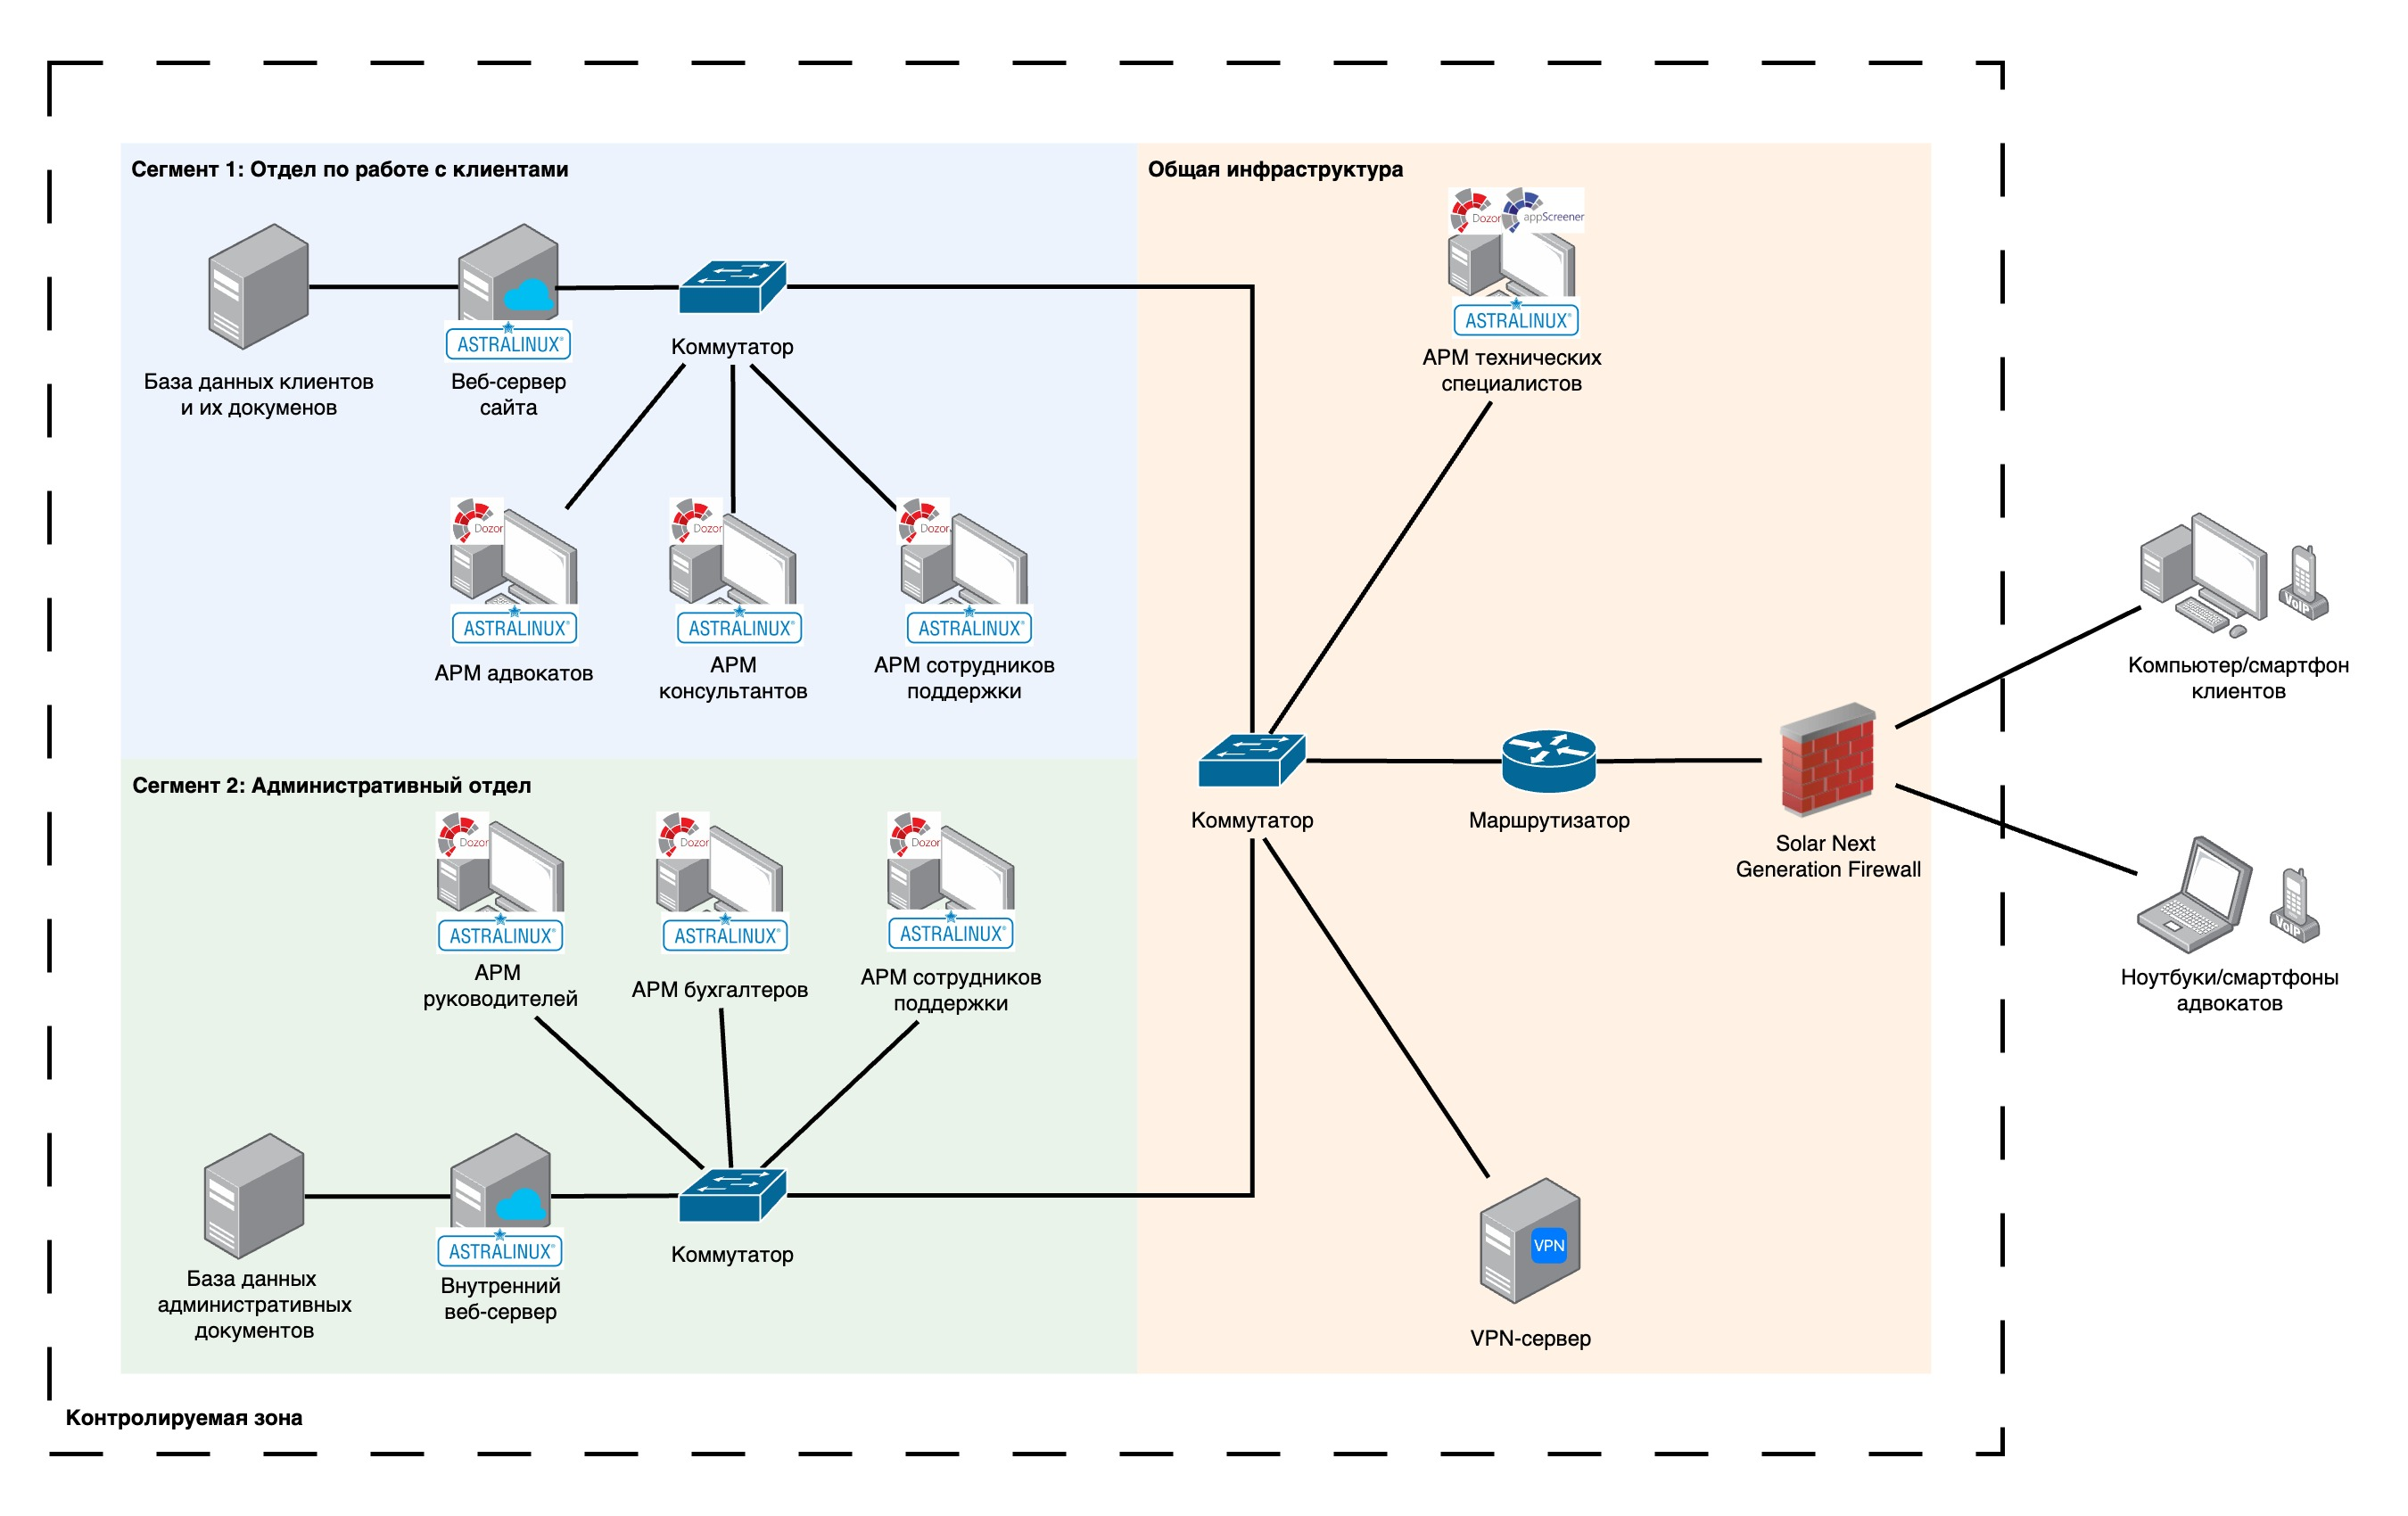 Сегмент 1: Отдел по работе с клиентами
Общая инфраструктура
Dozor
appScreener
ASTRALINUX®
АРМ технических
специалистов
ASTRALINUX®
База данных клиентов
и их докуменов
Веб-сервер
сайта
Коммутатор
Dozor
Dozor
Dozor
ASTRALINUX®
ASTRALINUX®
ASTRALINUX®
АРМ адвокатов
АРМ
консультантов
АРМ сотрудников
поддержки
VoIP
Компьютер/смартфон
клиентов
Сегмент 2: Административный отдел
Dozor
Dozor
Dozor
ASTRALINUX®
ASTRALINUX®
ASTRALINUX®
АРМ
руководителей
АРМ бухгалтеров
АРМ сотрудников
поддержки
Коммутатор
Маршрутизатор
Solar Next
Generation Firewall
VoIP
Ноутбуки/смартфоны
адвокатов
ASTRALINUX®
База данных
административных
документов
Внутренний
веб-сервер
Коммутатор
VPN
VPN-сервер
Контролируемая зона